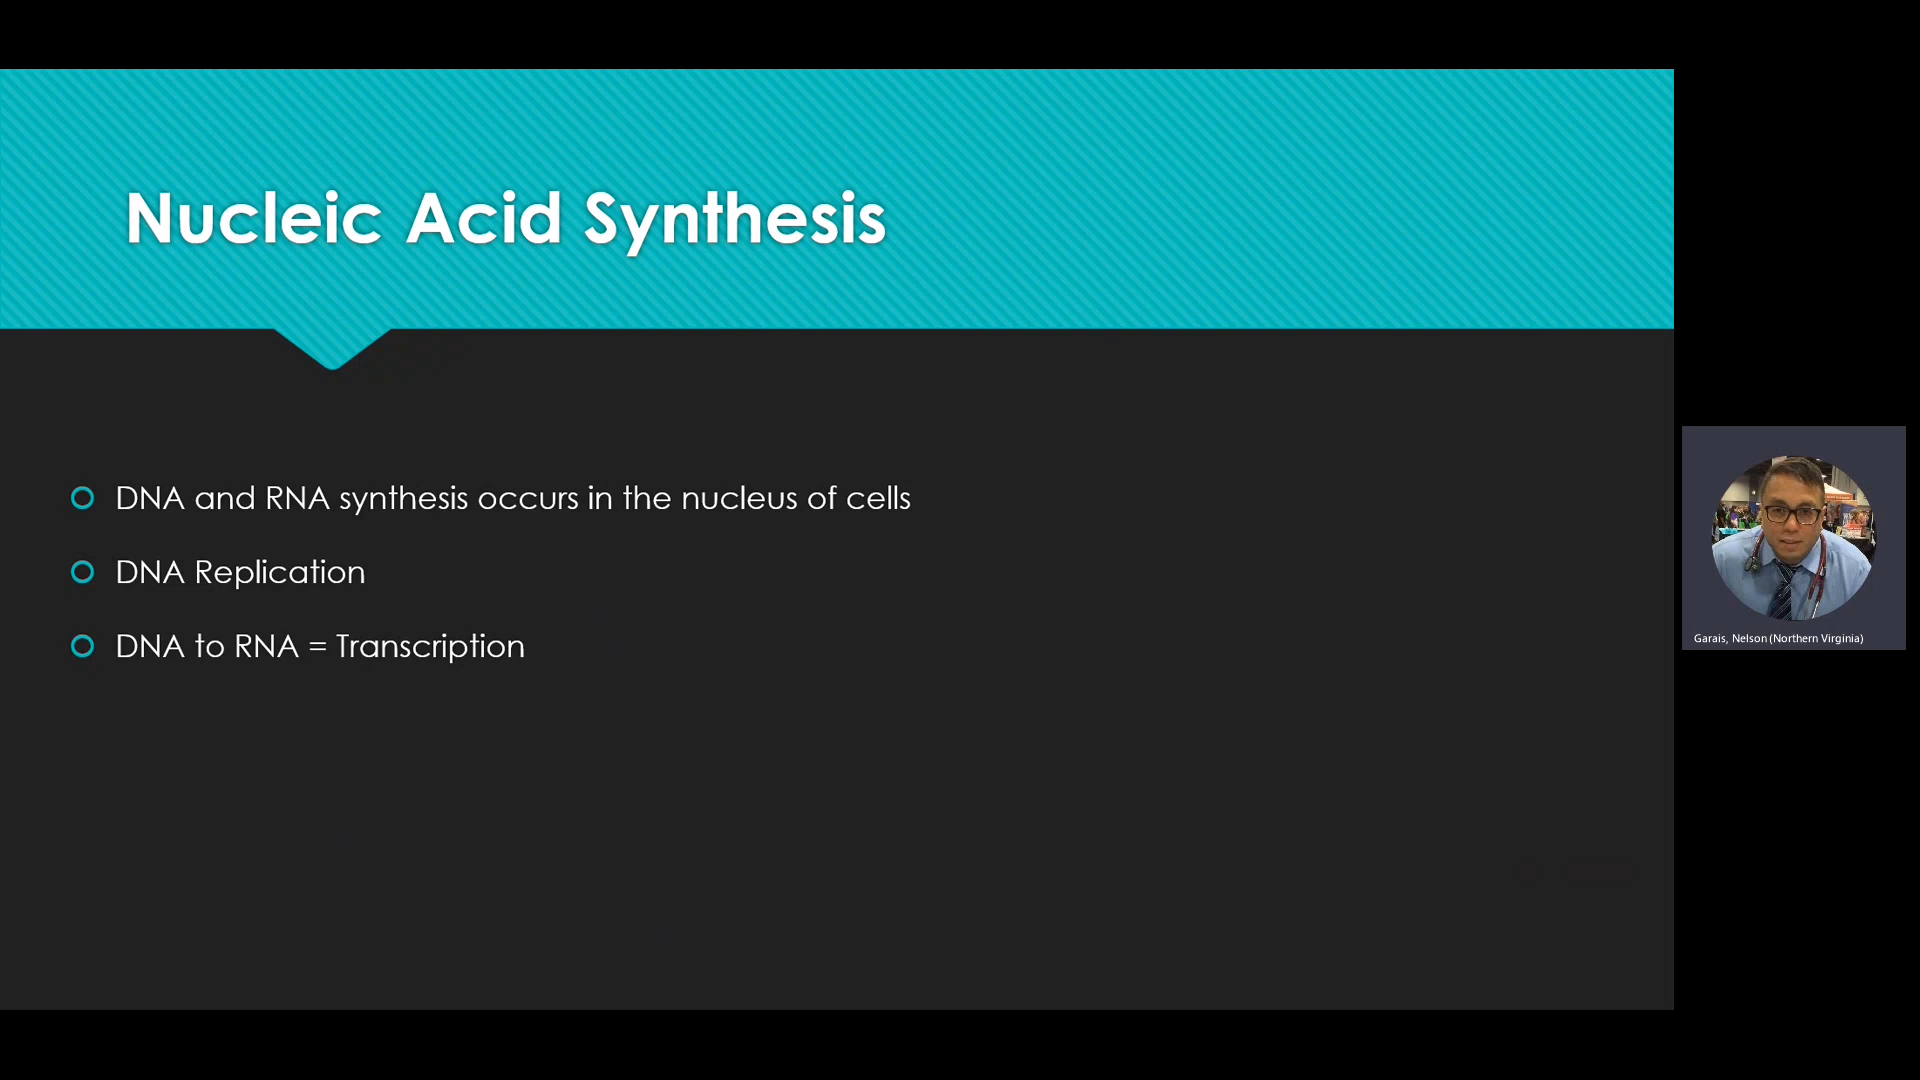 Nucleic Acid Synthesis
DNA and RNA synthesis occurs in the nucleus of cells
DNA Replication
DNA to RNA = Transcription
Garais, Nelson (Northern Virginia)